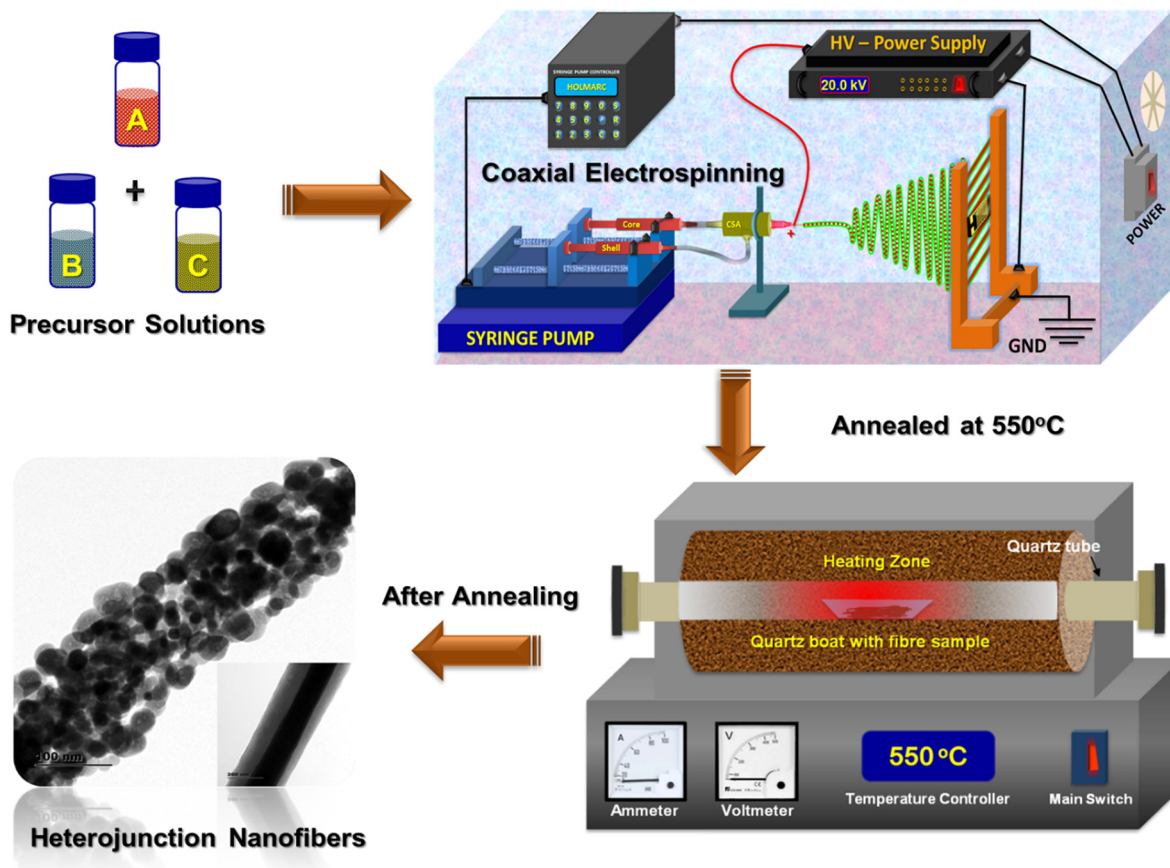 A
+
B
C
Precursor Solutions
SYRINGE PUMP CONTROLLER
HOLMARC
HV – Power Supply
20.0 kV
Coaxial Electrospinning
Core
CSA
Shell
+
H
POWER
SYRINGE PUMP
GND
Annealed at 550°C
Quartz tube
Heating Zone
Quartz boat with fibre sample
After Annealing
100 nm
A
V
550 °C
Ammeter
Voltmeter
Temperature Controller
Main Switch
Heterojunction Nanofibers